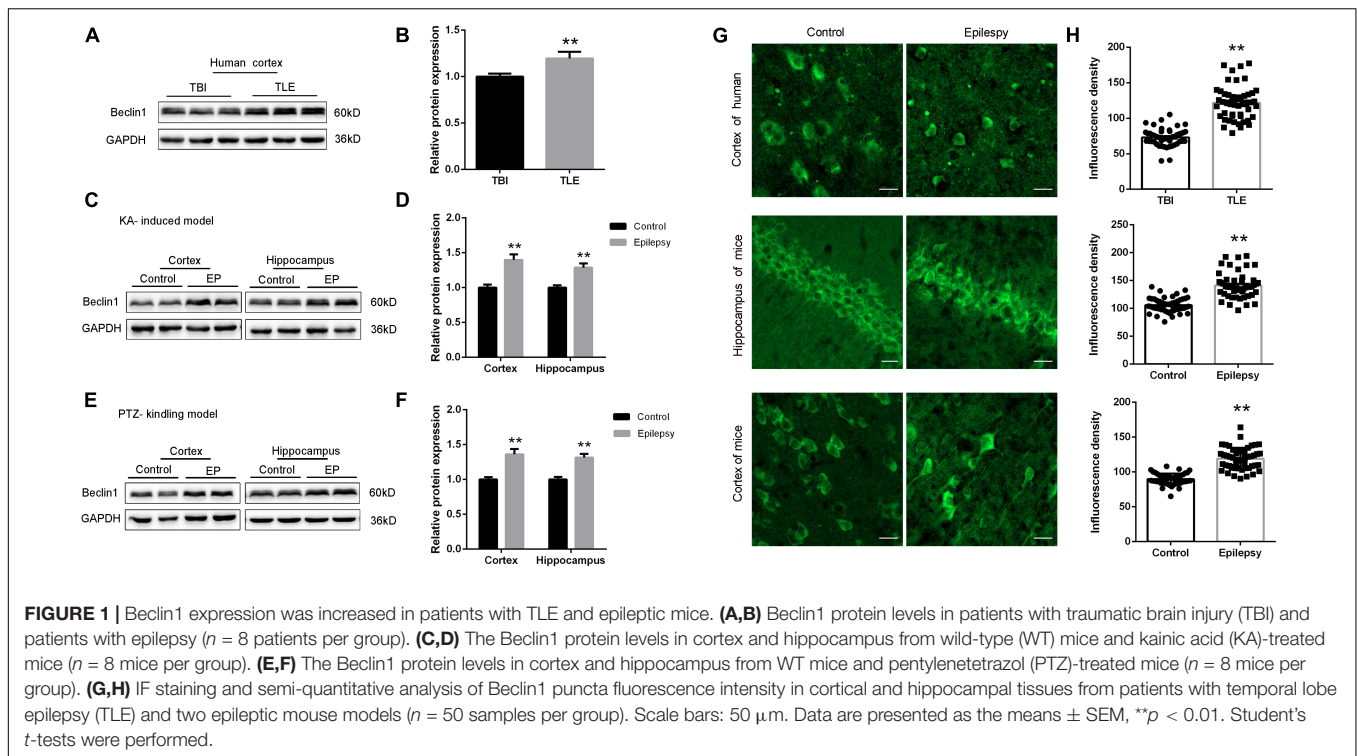 A
Human cortex
TBI TLE
Beclin1 60kD
GAPDH 36kD
B
Relative protein expression
1.5
1.0
0.5
0.0
**
TBI TLE
C
KA- induced model
Cortex Hippocampus
Control EP Control EP
Beclin1 60kD
GAPDH 36kD
D
Relative protein expression
2.0
1.5
1.0
0.5
0.0
** **
Control
Epilepsy
Cortex Hippocampus
E
PTZ- kindling model
Cortex Hippocampus
Control EP Control EP
Beclin1 60kD
GAPDH 36kD
F
Relative protein expression
2.0
1.5
1.0
0.5
0.0
** **
Control
Epilepsy
Cortex Hippocampus
G
Control Epilespy
Cortex of human
Hippocampus of mice
Cortex of mice
H
Influorescence density
200
150
100
50
0
**
TBI TLE
Influorescence density
250
200
150
100
50
0
**
Control Epilepsy
Influorescence density
200
150
100
50
0
**
Control Epilepsy
FIGURE 1 | Beclin1 expression was increased in patients with TLE and epileptic mice. (A,B) Beclin1 protein levels in patients with traumatic brain injury (TBI) and
patients with epilepsy (n = 8 patients per group). (C,D) The Beclin1 protein levels in cortex and hippocampus from wild-type (WT) mice and kainic acid (KA)-treated
mice (n = 8 mice per group). (E,F) The Beclin1 protein levels in cortex and hippocampus from WT mice and pentylenetetrazol (PTZ)-treated mice (n = 8 mice per
group). (G,H) IF staining and semi-quantitative analysis of Beclin1 puncta fluorescence intensity in cortical and hippocampal tissues from patients with temporal lobe
epilepsy (TLE) and two epileptic mouse models (n = 50 samples per group). Scale bars: 50 μm. Data are presented as the means ± SEM, **p < 0.01. Student's
t-tests were performed.